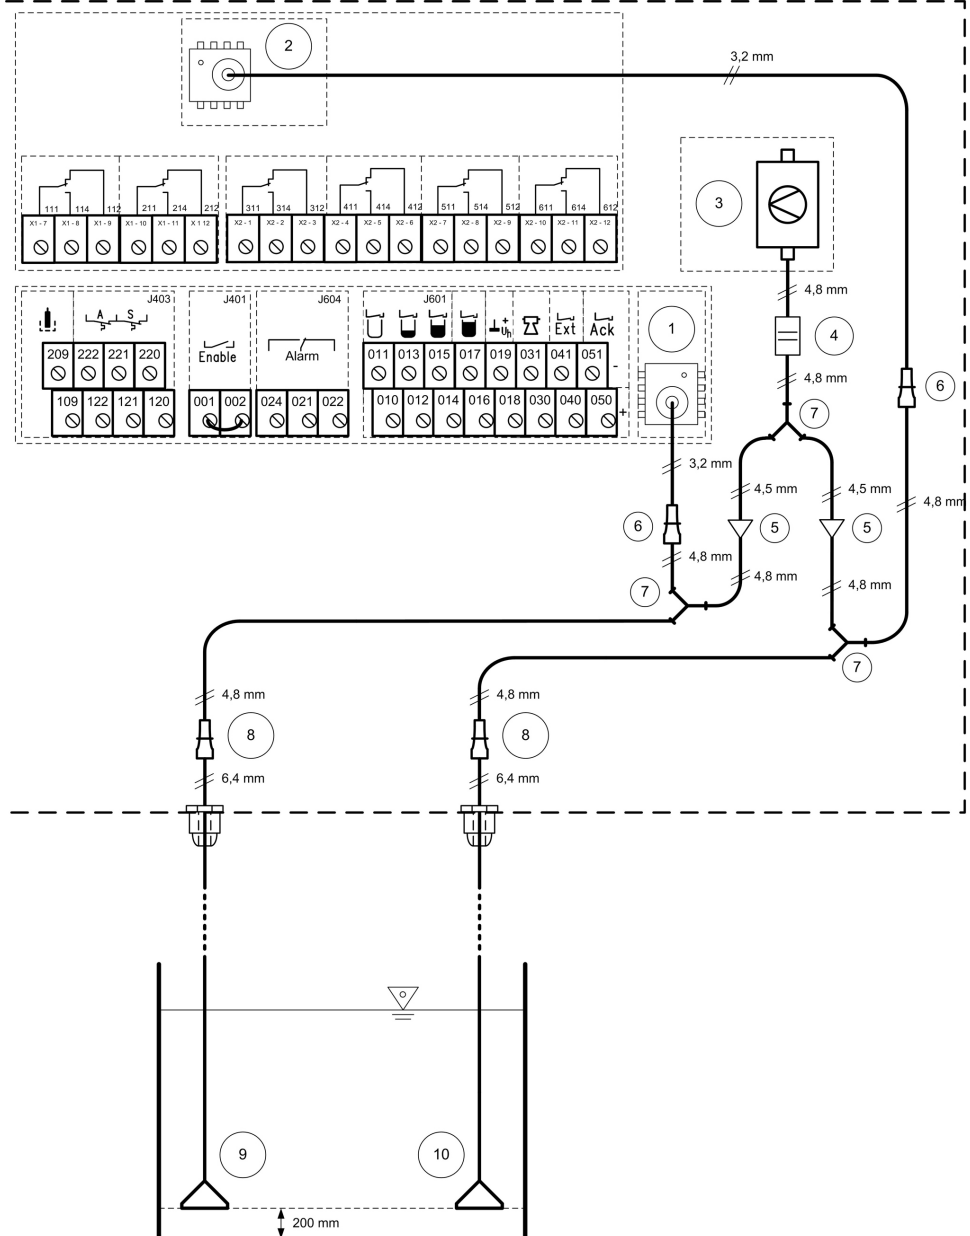 2
3,2 mm
111 114 112 211 214 212 311 314 312 411 414 412 511 514 512 611 614 612
X1 - 7 X1 - 8 X1 - 9 X1 - 10 X1 - 11 X 1 12 X2 - 1 X2 - 2 X2 - 3 X2 - 4 X2 - 5 X2 - 6 X2 - 7 X2 - 8 X2 - 9 X2 - 10 X2 - 11 X2 - 12
3
4,8 mm
J403 J401 J604 J601
A S
Enable
Alarm
+
Uh
Ext
Ack
1
4
209 222 221 220
011 013 015 017 019 031 041 051
-
109 122 121 120
001 002 024 021 022
010 012 014 016 018 030 040 050
+
4,8 mm
6
7
3,2 mm
4,5 mm
4,5 mm
4,8 mm
6
5
5
4,8 mm
4,8 mm
4,8 mm
7
7
4,8 mm
4,8 mm
8
8
6,4 mm
6,4 mm
9
10
200 mm